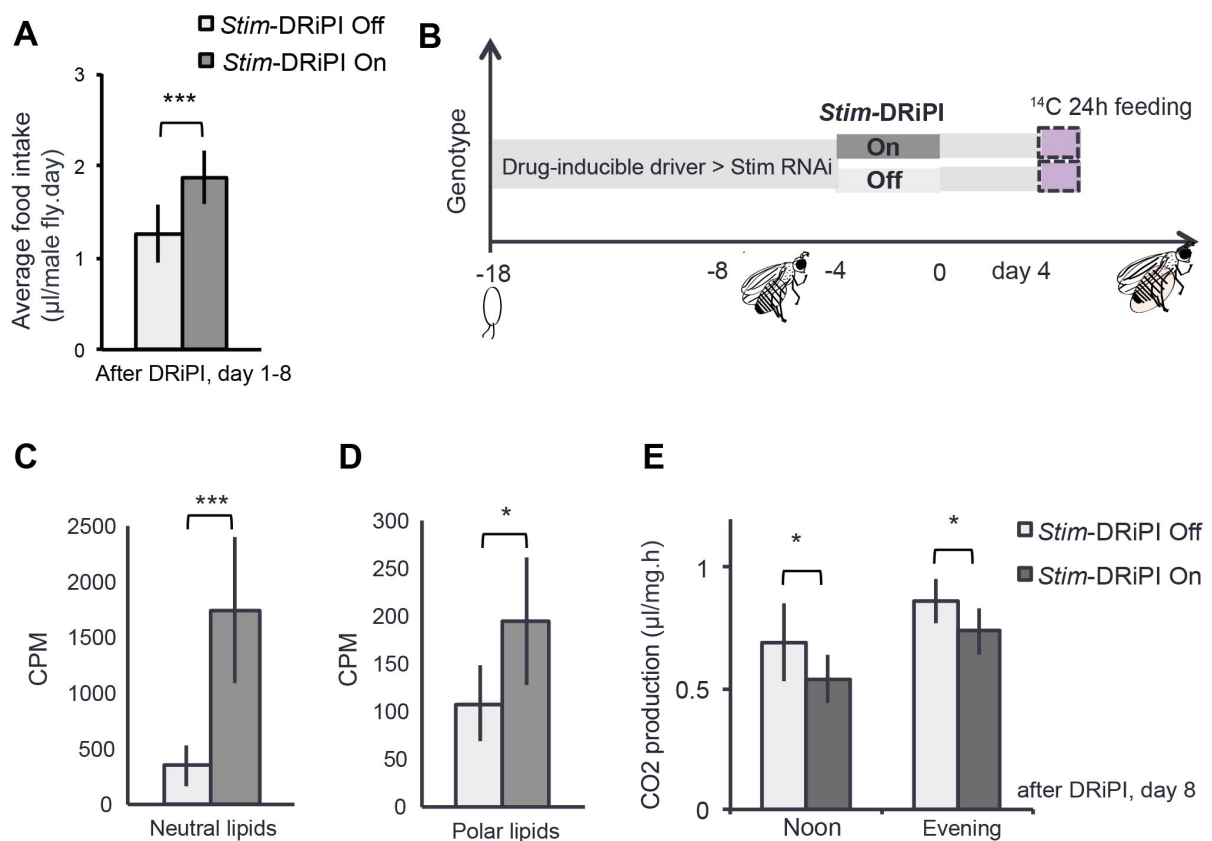 A
Stim-DRiPI Off
Stim-DRiPI On
Average food intake
(µl/male fly.day)
3
2
1
0
***
After DRiPI, day 1-8
B
Genotype
Stim-DRiPI
14C 24h feeding
Drug-inducible driver > Stim RNAi
On
Off
-18
-8
-4
0
day 4
C
CPM
2500
2000
1500
1000
500
0
***
Neutral lipids
D
CPM
300
250
200
150
100
50
0
*
Polar lipids
E
CO2 production (µl/mg.h)
1
0.5
0
*
*
Stim-DRiPI Off
Stim-DRiPI On
after DRiPI, day 8
Noon
Evening